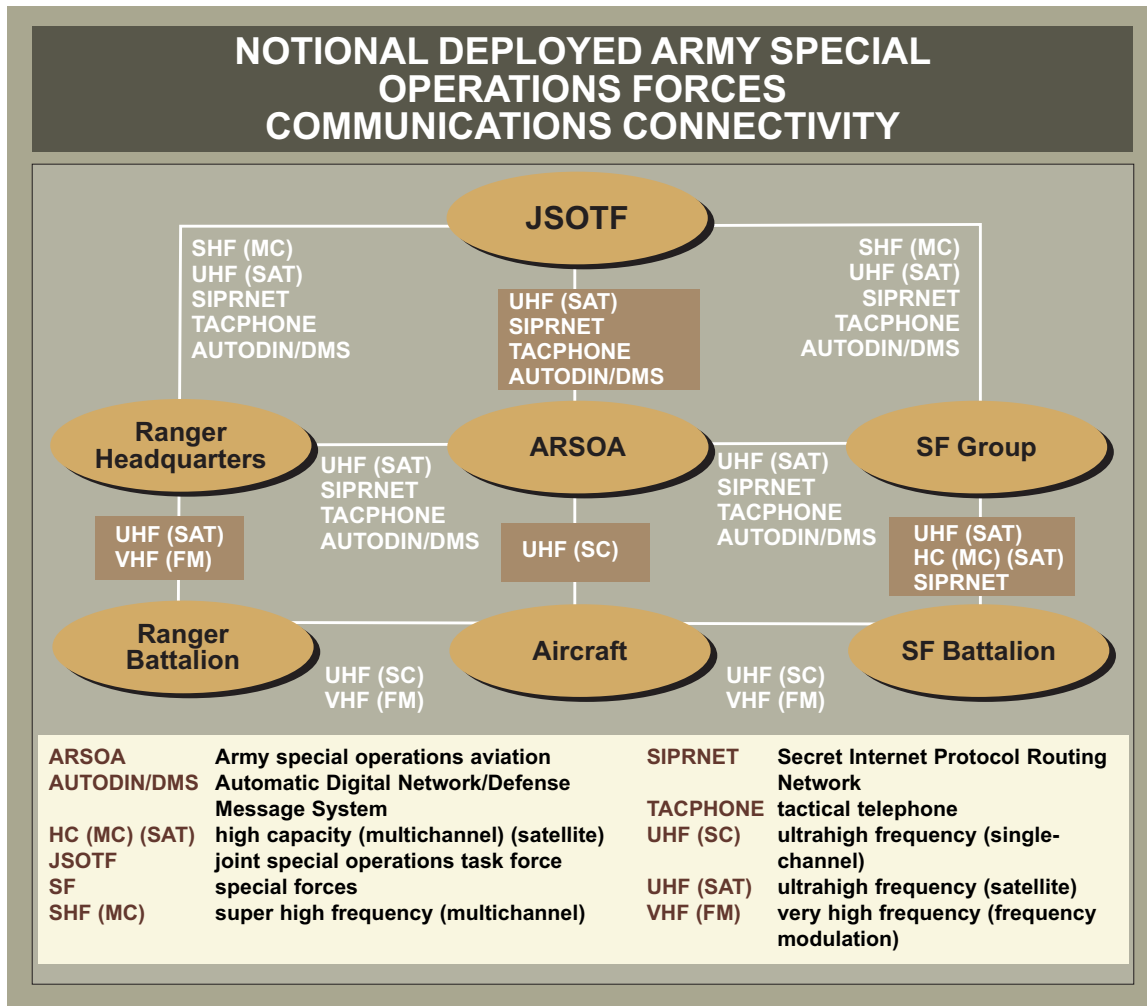 NOTIONAL DEPLOYED ARMY SPECIAL
OPERATIONS FORCES
COMMUNICATIONS CONNECTIVITY
JSOTF
SHF (MC)
UHF (SAT)
SIPRNET
TACPHONE
AUTODIN/DMS
UHF (SAT)
SIPRNET
TACPHONE
AUTODIN/DMS
SHF (MC)
UHF (SAT)
SIPRNET
TACPHONE
AUTODIN/DMS
Ranger
Headquarters
ARSOA
SF Group
UHF (SAT)
SIPRNET
TACPHONE
AUTODIN/DMS
UHF (SAT)
SIPRNET
TACPHONE
AUTODIN/DMS
UHF (SAT)
VHF (FM)
UHF (SC)
UHF (SAT)
HC (MC) (SAT)
SIPRNET
Ranger
Battalion
Aircraft
SF Battalion
UHF (SC)
VHF (FM)
UHF (SC)
VHF (FM)
ARSOA Army special operations aviation
AUTODIN/DMS Automatic Digital Network/Defense
Message System
HC (MC) (SAT) high capacity (multichannel) (satellite)
JSOTF joint special operations task force
SF special forces
SHF (MC) super high frequency (multichannel)
SIPRNET Secret Internet Protocol Routing
Network
TACPHONE tactical telephone
UHF (SC) ultrahigh frequency (single-
channel)
UHF (SAT) ultrahigh frequency (satellite)
VHF (FM) very high frequency (frequency
modulation)